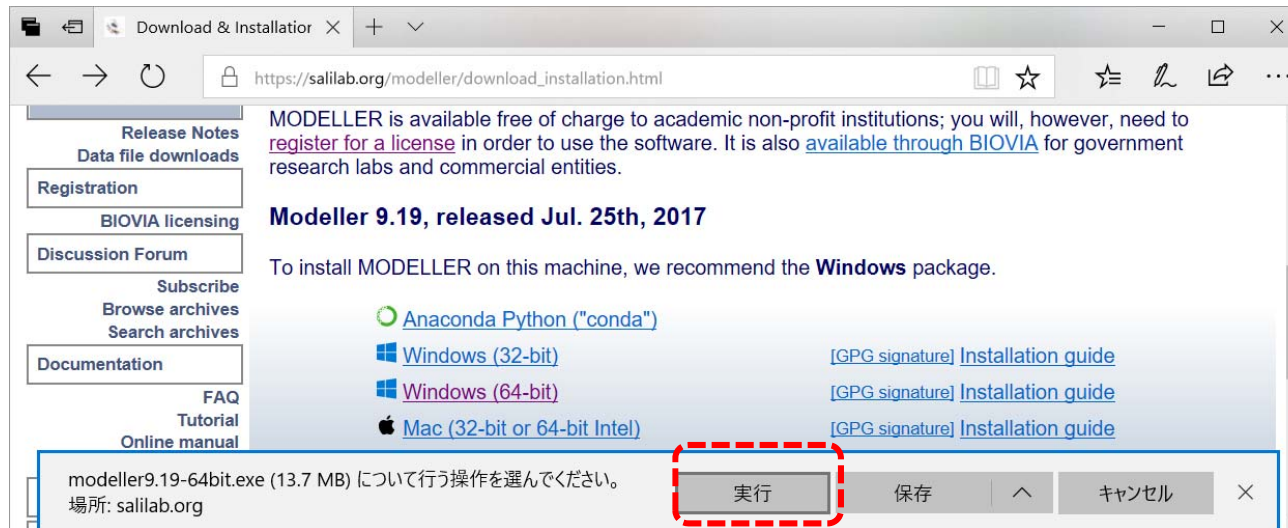 Download & Installation
https://salilab.org/modeller/download_installation.html
Release Notes
Data file downloads
Registration
BIOVIA licensing
Discussion Forum
Subscribe
Browse archives
Search archives
Documentation
FAQ
Tutorial
Online manual
MODELLER is available free of charge to academic non-profit institutions; you will, however, need to
register for a license in order to use the software. It is also available through BIOVIA for government
research labs and commercial entities.
Modeller 9.19, released Jul. 25th, 2017
To install MODELLER on this machine, we recommend the Windows package.
Anaconda Python ("conda")
Windows (32-bit) [GPG signature] Installation guide
Windows (64-bit) [GPG signature] Installation guide
Mac (32-bit or 64-bit Intel) [GPG signature] Installation guide
modeller9.19-64bit.exe (13.7 MB) について行う操作を選んでください。
場所: salilab.org
実行 保存 キャンセル